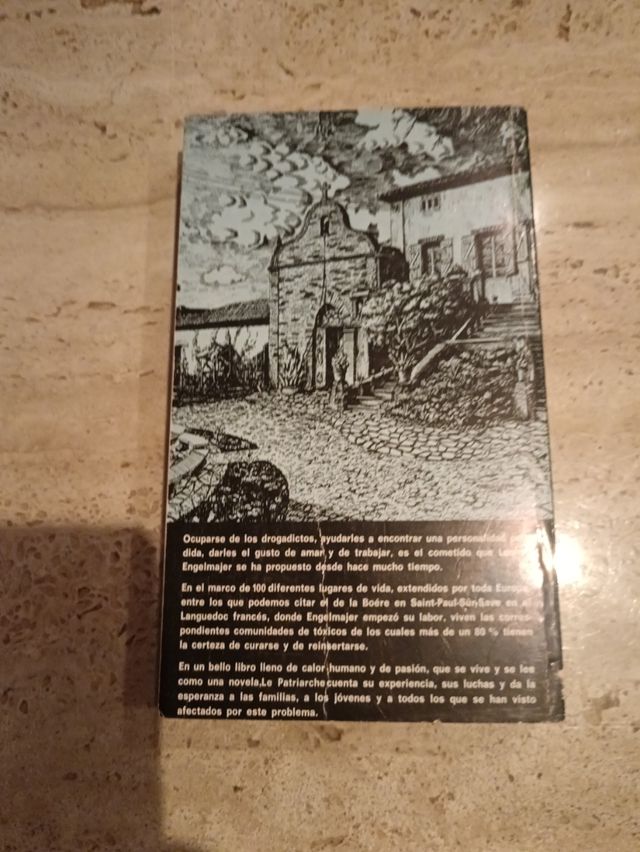 Ocuparse de los drogadictos, ayudarles a encontrar una personalidad
dida, darles el gusto de amar y de trabajar, es el cometido que
Engelmajer se ha propuesto desde hace mucho tiempo.
En el marco de 100 diferentes lugares de vida, extendidos por toda
entre los que podemos citar el de la Boére en Saint-Paul-Sur-Save en el
Languedoc francés, donde Engelmajer empezó su labor, viven las corres-
pondientes comunidades de tóxicos de los cuales más de un 80 % tienen
la certeza de curarse y de reinsertarse.
En un bello libro lleno de calor humano y de pasión, que se vive y se lee
como una novela, Le Patriarche cuenta su experiencia, sus luchas y da la
esperanza a las familias, a los jóvenes y a todos los que se han visto
afectados por este problema.